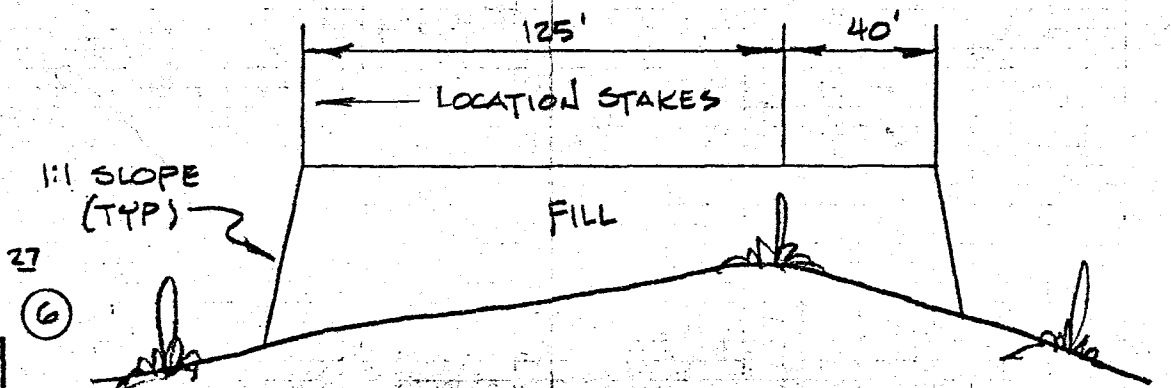 125' 40'
LOCATION STAKES
1:1 SLOPE
(TYP)
FILL
27
6